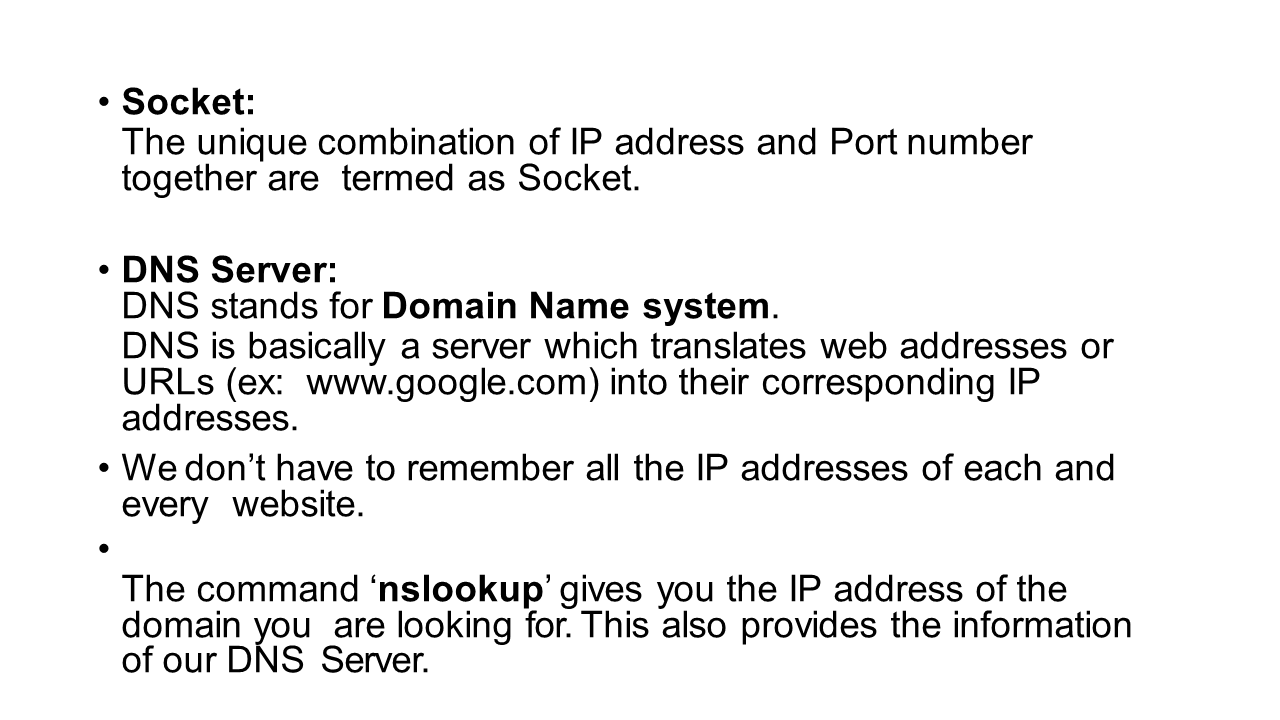 • Socket:
The unique combination of IP address and Port number
together are  termed as Socket.
• DNS Server:
DNS stands for Domain Name system.
DNS is basically a server which translates web addresses or
URLs (ex:  www.google.com) into their corresponding IP
addresses.
• We don’t have to remember all the IP addresses of each and
every  website.
•
The command ‘nslookup’ gives you the IP address of the
domain you  are looking for. This also provides the information
of our DNS Server.